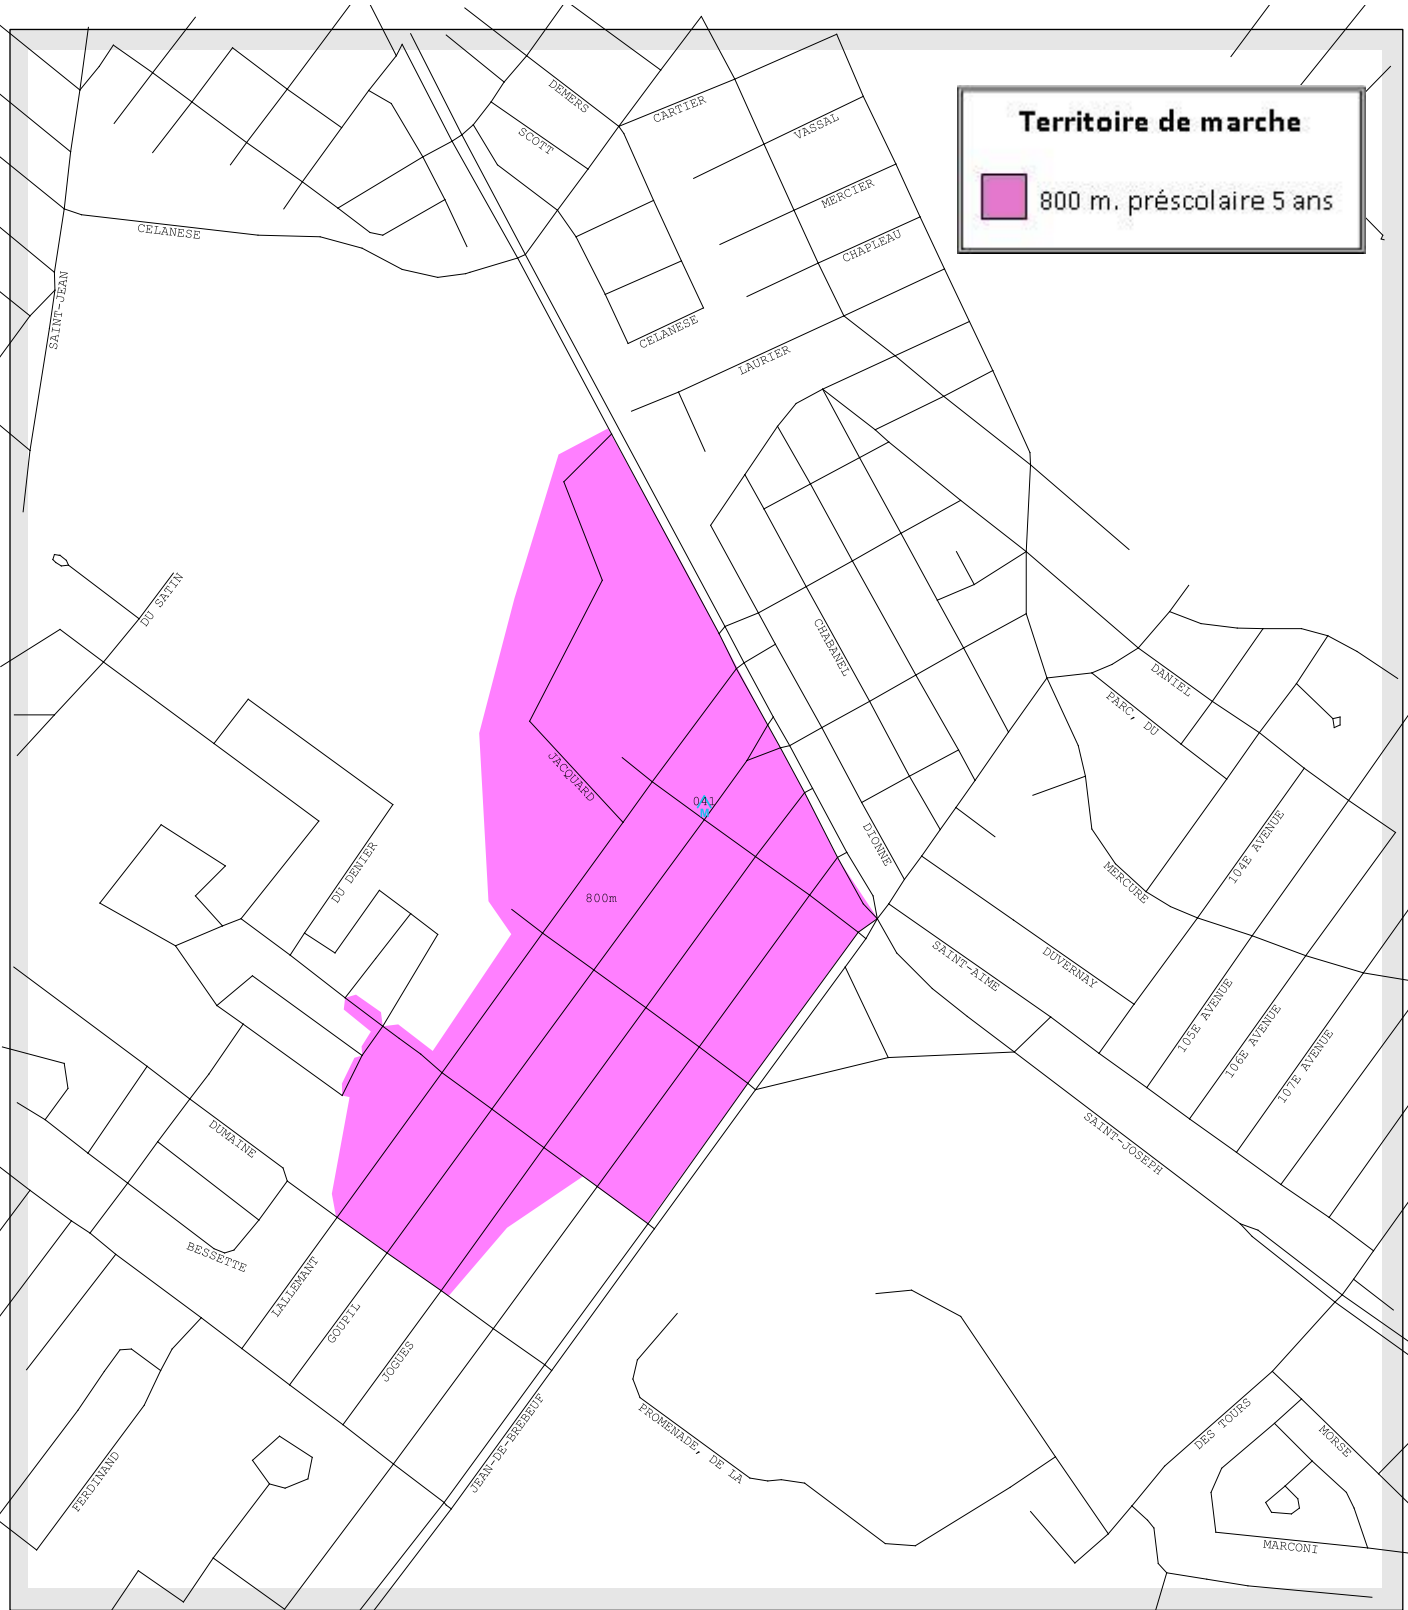 DEMERS
CARTIER
SCOTT
VASSAL
Territoire de marche
800 m. préscolaire 5 ans
MERCIER
CELANESE
CHAPLEAU
SAINT-JEAN
CELANESE
LAURIER
DU SATIN
CHABANEL
DANIEL
PARC, DU
JACQUARD
041
M
DIONNE
104E AVENUE
DU DENIER
MERCURE
800m
SAINT-AIME
DUVERNAY
105E AVENUE
106E AVENUE
107E AVENUE
DUMAINE
SAINT-JOSEPH
BESSETTE
LALLEMANT
GOUPIL
JOGUES
JEAN-DE-BREBEUF
PROMENADE, DE LA
DES TOURS
MORSE
FERDINAND
MARCONI